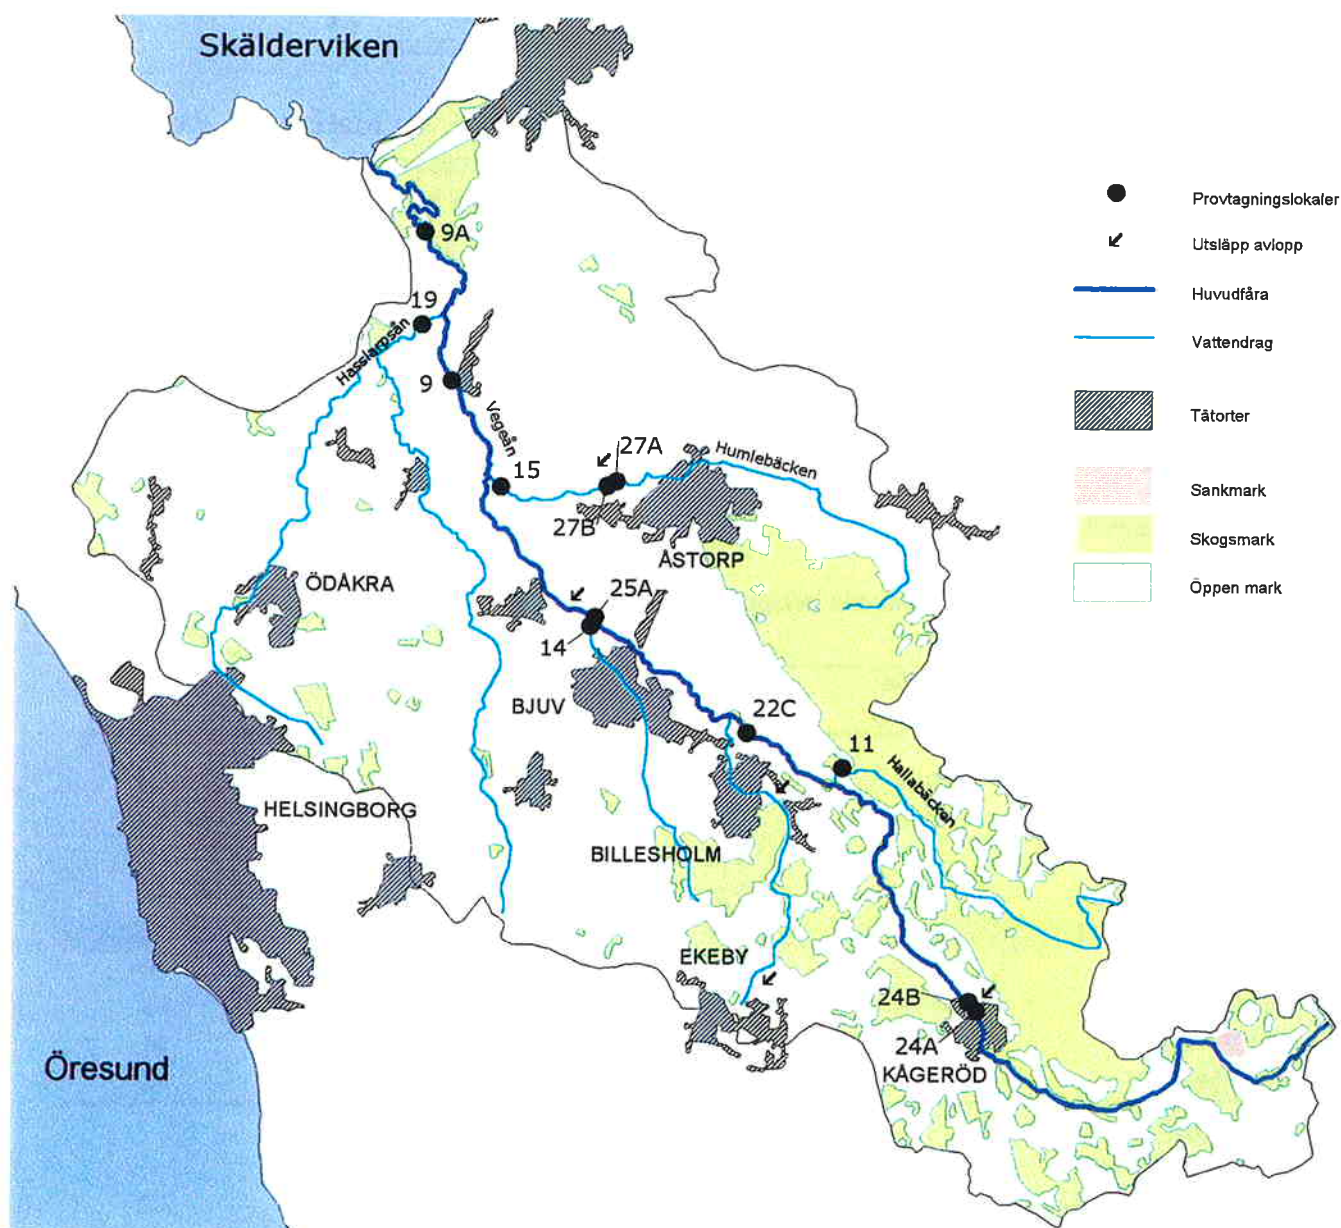 Skälderviken
9A
19
Hasslarpsån
9
Vegeån
15
27A
27B
Humlebäcken
ÅSTORP
ÖDÅKRA
25A
14
BJUV
22C
11
Hallabäcken
HELSINGBORG
BILLESHOLM
EKEBY
24B
24A
KÅGERÖD
Öresund
Provtagningslokaler
Utsläpp avlopp
Huvudfåra
Vattendrag
Tätorter
Sankmark
Skogsmark
Öppen mark